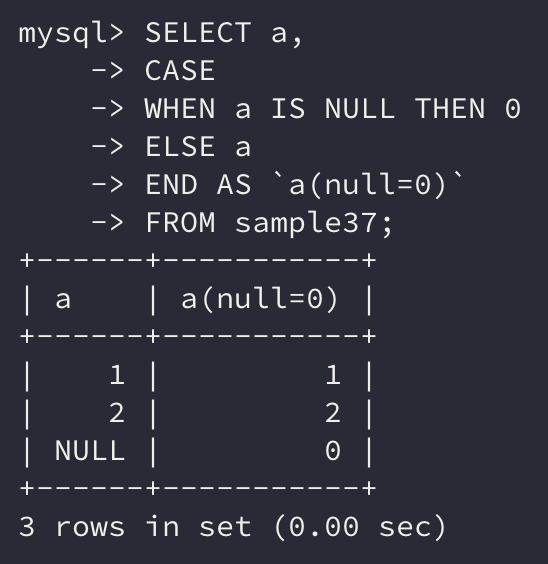 mysql> SELECT a,
    -> CASE
    -> WHEN a IS NULL THEN 0
    -> ELSE a
    -> END AS `a(null=0)`
    -> FROM sample37;
+------+-----------+
| a    | a(null=0) |
+------+-----------+
|    1 |         1 |
|    2 |         2 |
| NULL |         0 |
+------+-----------+
3 rows in set (0.00 sec)